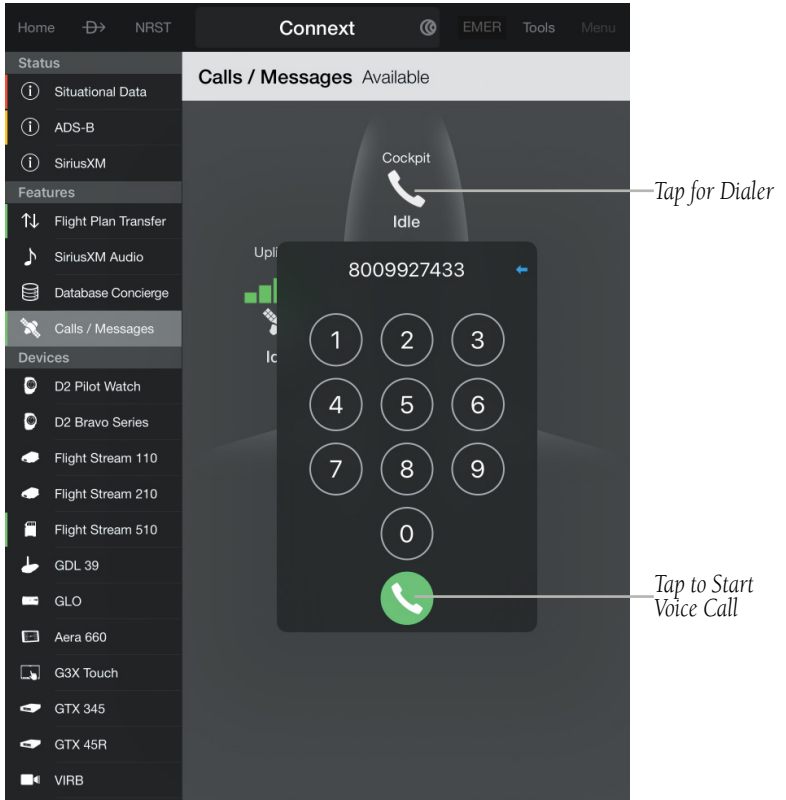 Home
NRST
Connext
EMER
Tools
Menu
Status
Situational Data
ADS-B
SiriusXM
Features
Flight Plan Transfer
SiriusXM Audio
Database Concierge
Calls / Messages
Devices
D2 Pilot Watch
D2 Bravo Series
Flight Stream 110
Flight Stream 210
Flight Stream 510
GDL 39
GLO
Aera 660
G3X Touch
GTX 345
GTX 45R
VIRB
Calls / Messages Available
Cockpit
Idle
Tap for Dialer
Upli
Id
8009927433
1 2 3
4 5 6
7 8 9
0
Tap to Start
Voice Call